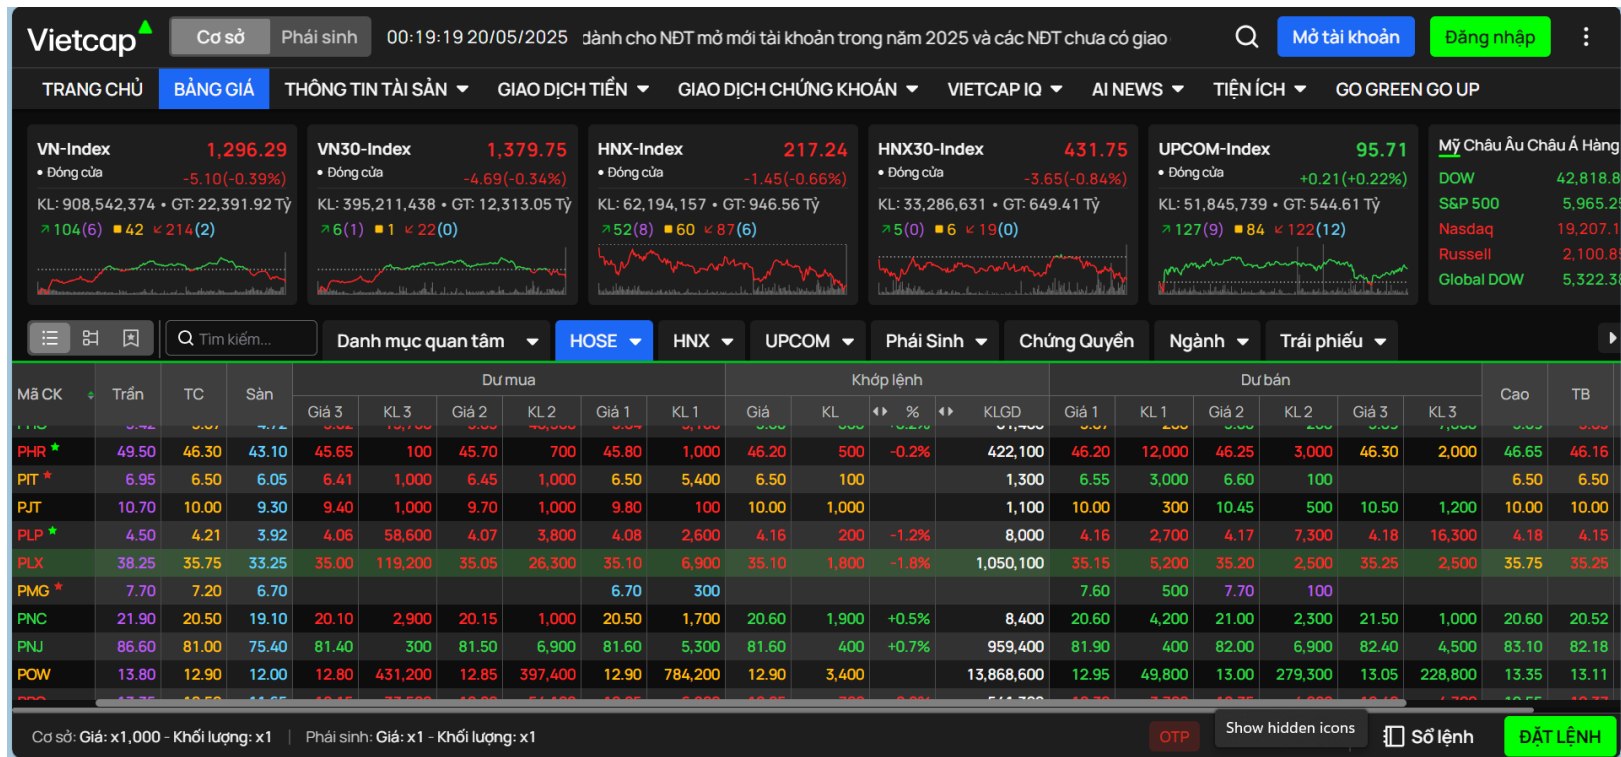 Vietcap Cơ sở Phái sinh 00:19:19 20/05/2025 dành cho NĐT mở mới tài khoản trong năm 2025 và các NĐT chưa có giao Mở tài khoản Đăng nhập
TRANG CHỦ BẢNG GIÁ THÔNG TIN TÀI SẢN GIAO DỊCH TIỀN GIAO DỊCH CHỨNG KHOÁN VIETCAP IQ AI NEWS TIỆN ÍCH GO GREEN GO UP
VN-Index 1,296.29
• Đóng cửa -5.10(-0.39%)
KL: 908,542,374 • GT: 22,391.92 Tỷ
104(6) 42 214(2)
VN30-Index 1,379.75
• Đóng cửa -4.69(-0.34%)
KL: 395,211,438 • GT: 12,313.05 Tỷ
6(1) 1 22(0)
HNX-Index 217.24
• Đóng cửa -1.45(-0.66%)
KL: 62,194,157 • GT: 946.56 Tỷ
52(8) 60 87(6)
HNX30-Index 431.75
• Đóng cửa -3.65(-0.84%)
KL: 33,286,631 • GT: 649.41 Tỷ
5(0) 6 19(0)
UPCOM-Index 95.71
• Đóng cửa +0.21(+0.22%)
KL: 51,845,739 • GT: 544.61 Tỷ
127(9) 84 122(12)
Mỹ Châu Âu Châu Á Hàng
DOW 42,818.8
S&P 500 5,965.2
Nasdaq 19,207.1
Russell 2,100.8
Global DOW 5,322.3
Tìm kiếm... Danh mục quan tâm HOSE HNX UPCOM Phái Sinh Chứng Quyền Ngành Trái phiếu
Mã CK Trần TC Sàn Dư mua Khớp lệnh Dư bán Cao TB
Giá 3 KL 3 Giá 2 KL 2 Giá 1 KL 1 Giá KL % KLGD Giá 1 KL 1 Giá 2 KL 2 Giá 3 KL 3
PHR 49.50 46.30 43.10 45.65 100 45.70 700 45.80 1,000 46.20 500 -0.2% 422,100 46.20 12,000 46.25 3,000 46.30 2,000 46.65 46.16
PIT 6.95 6.50 6.05 6.41 1,000 6.45 1,000 6.50 5,400 6.50 100 1,300 6.55 3,000 6.60 100 6.50 6.50
PJT 10.70 10.00 9.30 9.40 1,000 9.70 1,000 9.80 100 10.00 1,000 1,100 10.00 300 10.45 500 10.50 1,200 10.00 10.00
PLP 4.50 4.21 3.92 4.06 58,600 4.07 3,800 4.08 2,600 4.16 200 -1.2% 8,000 4.16 2,700 4.17 7,300 4.18 16,300 4.18 4.15
PLX 38.25 35.75 33.25 35.00 119,200 35.05 26,300 35.10 6,900 35.10 1,800 -1.8% 1,050,100 35.15 5,200 35.20 2,500 35.25 2,500 35.75 35.25
PMG 7.70 7.20 6.70 6.70 300 7.60 500 7.70 100
PNC 21.90 20.50 19.10 20.10 2,900 20.15 1,000 20.50 1,700 20.60 1,900 +0.5% 8,400 20.60 4,200 21.00 2,300 21.50 1,000 20.60 20.52
PNJ 86.60 81.00 75.40 81.40 300 81.50 6,900 81.60 5,300 81.60 400 +0.7% 959,400 81.90 400 82.00 6,900 82.40 4,500 83.10 82.18
POW 13.80 12.90 12.00 12.80 431,200 12.85 397,400 12.90 784,200 12.90 3,400 13,868,600 12.95 49,800 13.00 279,300 13.05 228,800 13.35 13.11
Cơ sở: Giá: x1,000 - Khối lượng: x1 | Phái sinh: Giá: x1 - Khối lượng: x1 OTP Show hidden icons Sổ lệnh ĐẶT LỆNH